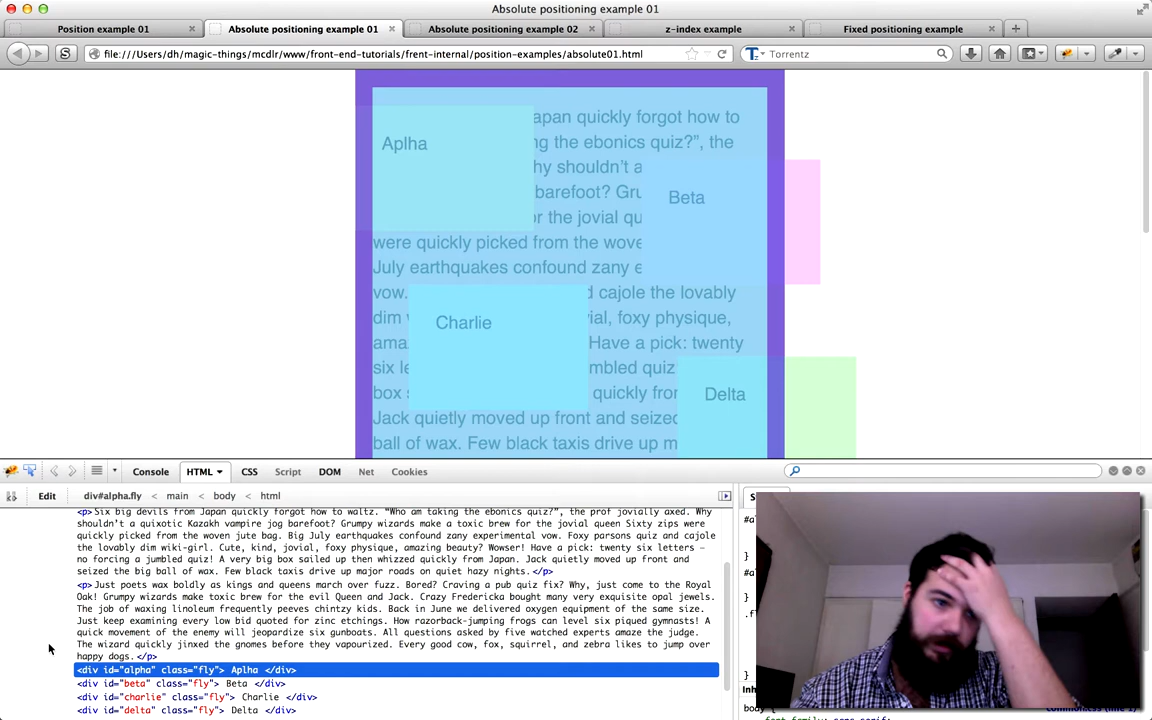 Absolute positioning example 01
Position example 01
Absolute positioning example 01
Absolute positioning example 02
z-index example
Fixed positioning example
file:///Users/dh/magic-things/mcdlr/www/front-end-tutorials/frent-internal/position-examples/absolute01.html
Torrentz
Aplha
apan quickly forgot how to
ng the ebonics quiz?”, the
hy shouldn’t a
barefoot? Gru
Beta
or the jovial qu
were quickly picked from the wove
July earthquakes confound zany e
vow.
d cajole the lovably
Charlie
dim
vial, foxy physique,
ama
Have a pick: twenty
six le
mbled quiz
box s
quickly fror
Delta
Jack quietly moved up front and seized
ball of wax. Few black taxis drive up m
Console
HTML
CSS
Script
DOM
Net
Cookies
Edit
div#alpha.fly < main < body < html
<p>Six big devils from Japan quickly forgot how to waltz. “Who am taking the ebonics quiz?”, the prof jovially axed. Why
shouldn’t a quixotic Kazakh vampire jog barefoot? Grumpy wizards make a toxic brew for the jovial queen Sixty zips were
quickly picked from the woven jute bag. Big July earthquakes confound zany experimental vow. Foxy parsons quiz and cajole
the lovably dim wiki-girl. Cute, kind, jovial, foxy physique, amazing beauty? Wowser! Have a pick: twenty six letters –
no forcing a jumbled quiz! A very big box sailed up then whizzed quickly from Japan. Jack quietly moved up front and
seized the big ball of wax. Few black taxis drive up major roads on quiet hazy nights.</p>
<p>Just poets wax boldly as kings and queens march over fuzz. Bored? Craving a pub quiz fix? Why, just come to the Royal
Oak! Grumpy wizards make toxic brew for the evil Queen and Jack. Crazy Fredericka bought many very exquisite opal jewels.
The job of waxing linoleum frequently peeves chintzy kids. Back in June we delivered oxygen equipment of the same size.
Just keep examining every low bid quoted for zinc etchings. How razorback-jumping frogs can level six piqued gymnasts! A
quick movement of the enemy will jeopardize six gunboats. All questions asked by five watched experts amaze the judge.
The wizard quickly jinxed the gnomes before they vapourized. Every good cow, fox, squirrel, and zebra likes to jump over
happy dogs.</p>
<div id="alpha" class="fly"> Aplha </div>
<div id="beta" class="fly"> Beta </div>
<div id="charlie" class="fly"> Charlie </div>
<div id="delta" class="fly"> Delta </div>
#al
}
#al
}
.f
}
Inh
body {